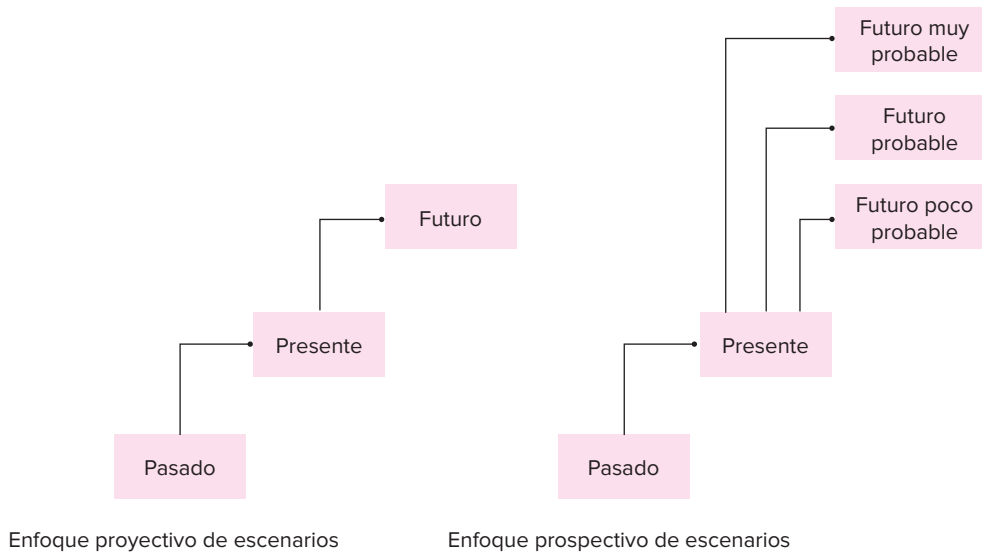 Futuro muy
probable
Futuro
probable
Futuro poco
probable
Futuro
Presente
Presente
Pasado
Pasado
Enfoque proyectivo de escenarios
Enfoque prospectivo de escenarios